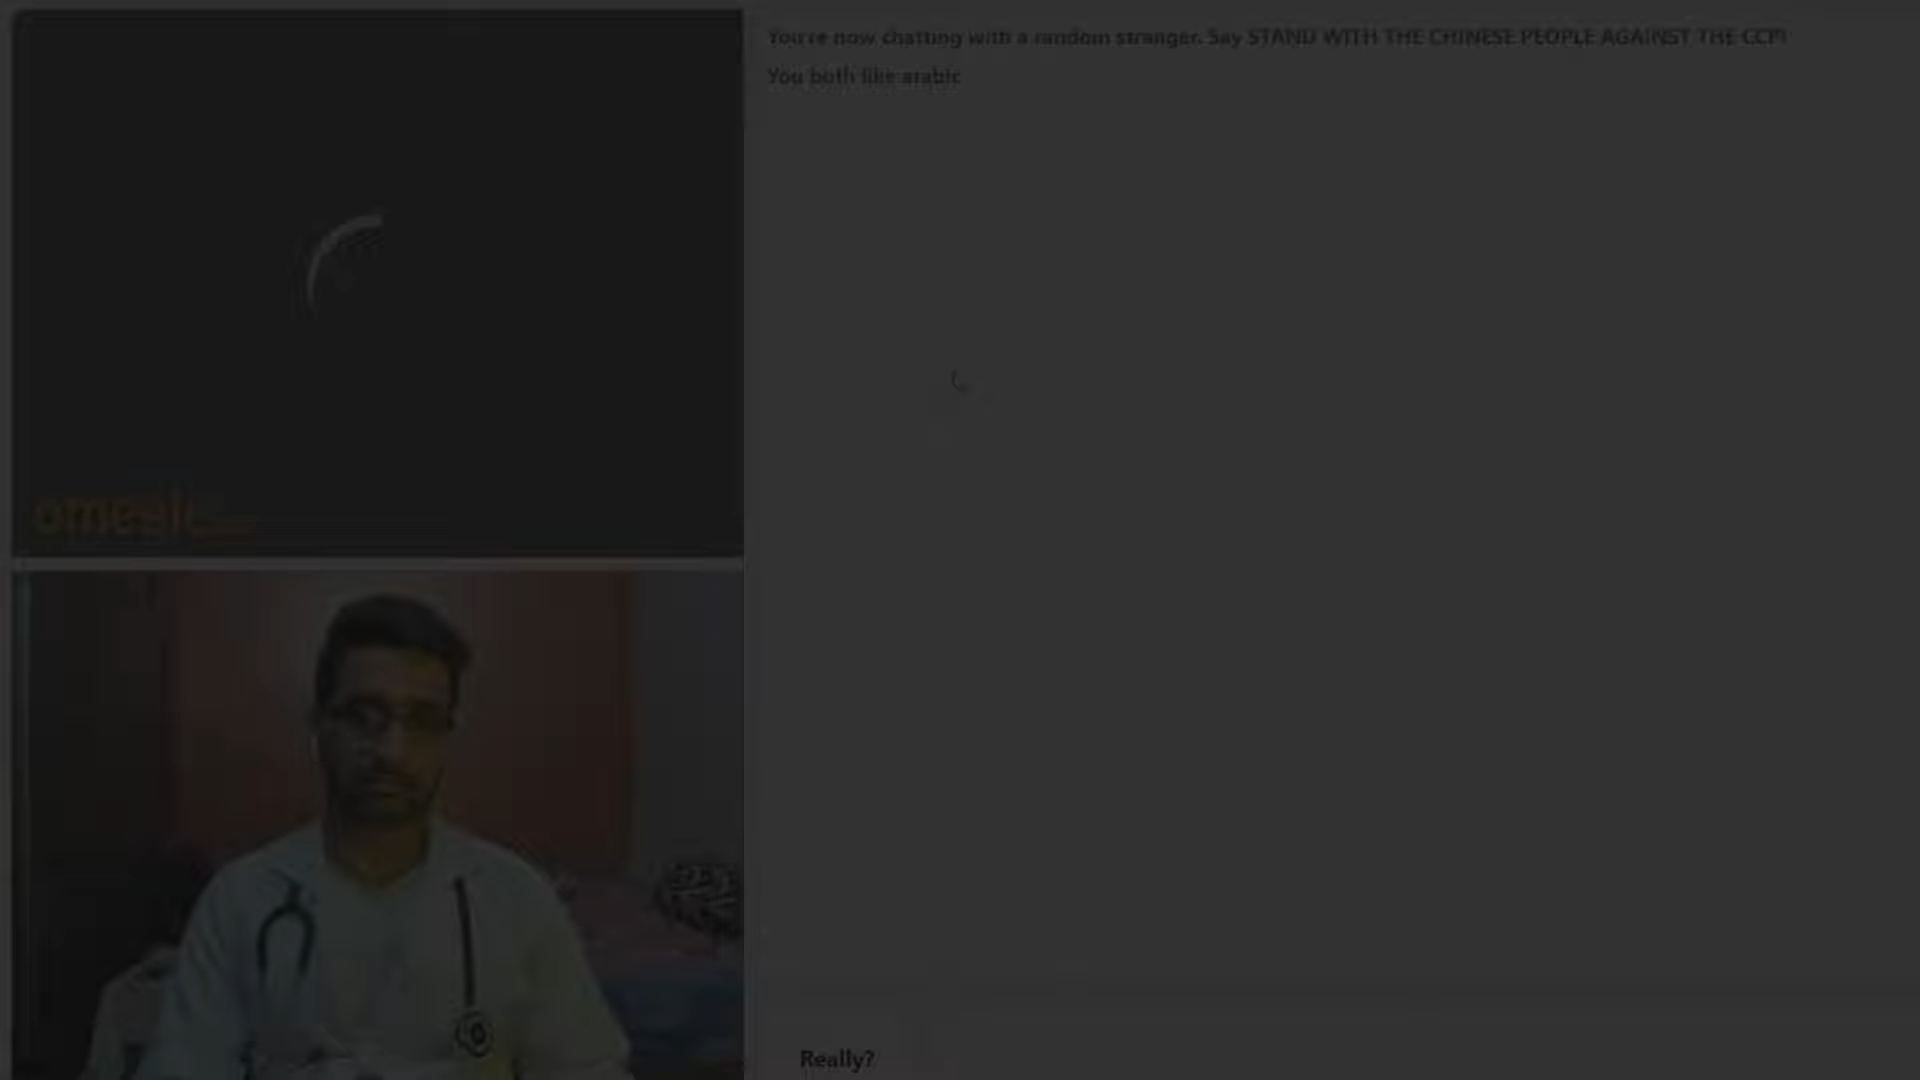 You're now chatting with a random stranger. Say STAND WITH THE CHINESE PEOPLE AGAINST THE CCP!
You both like arabic
omegle
Really?